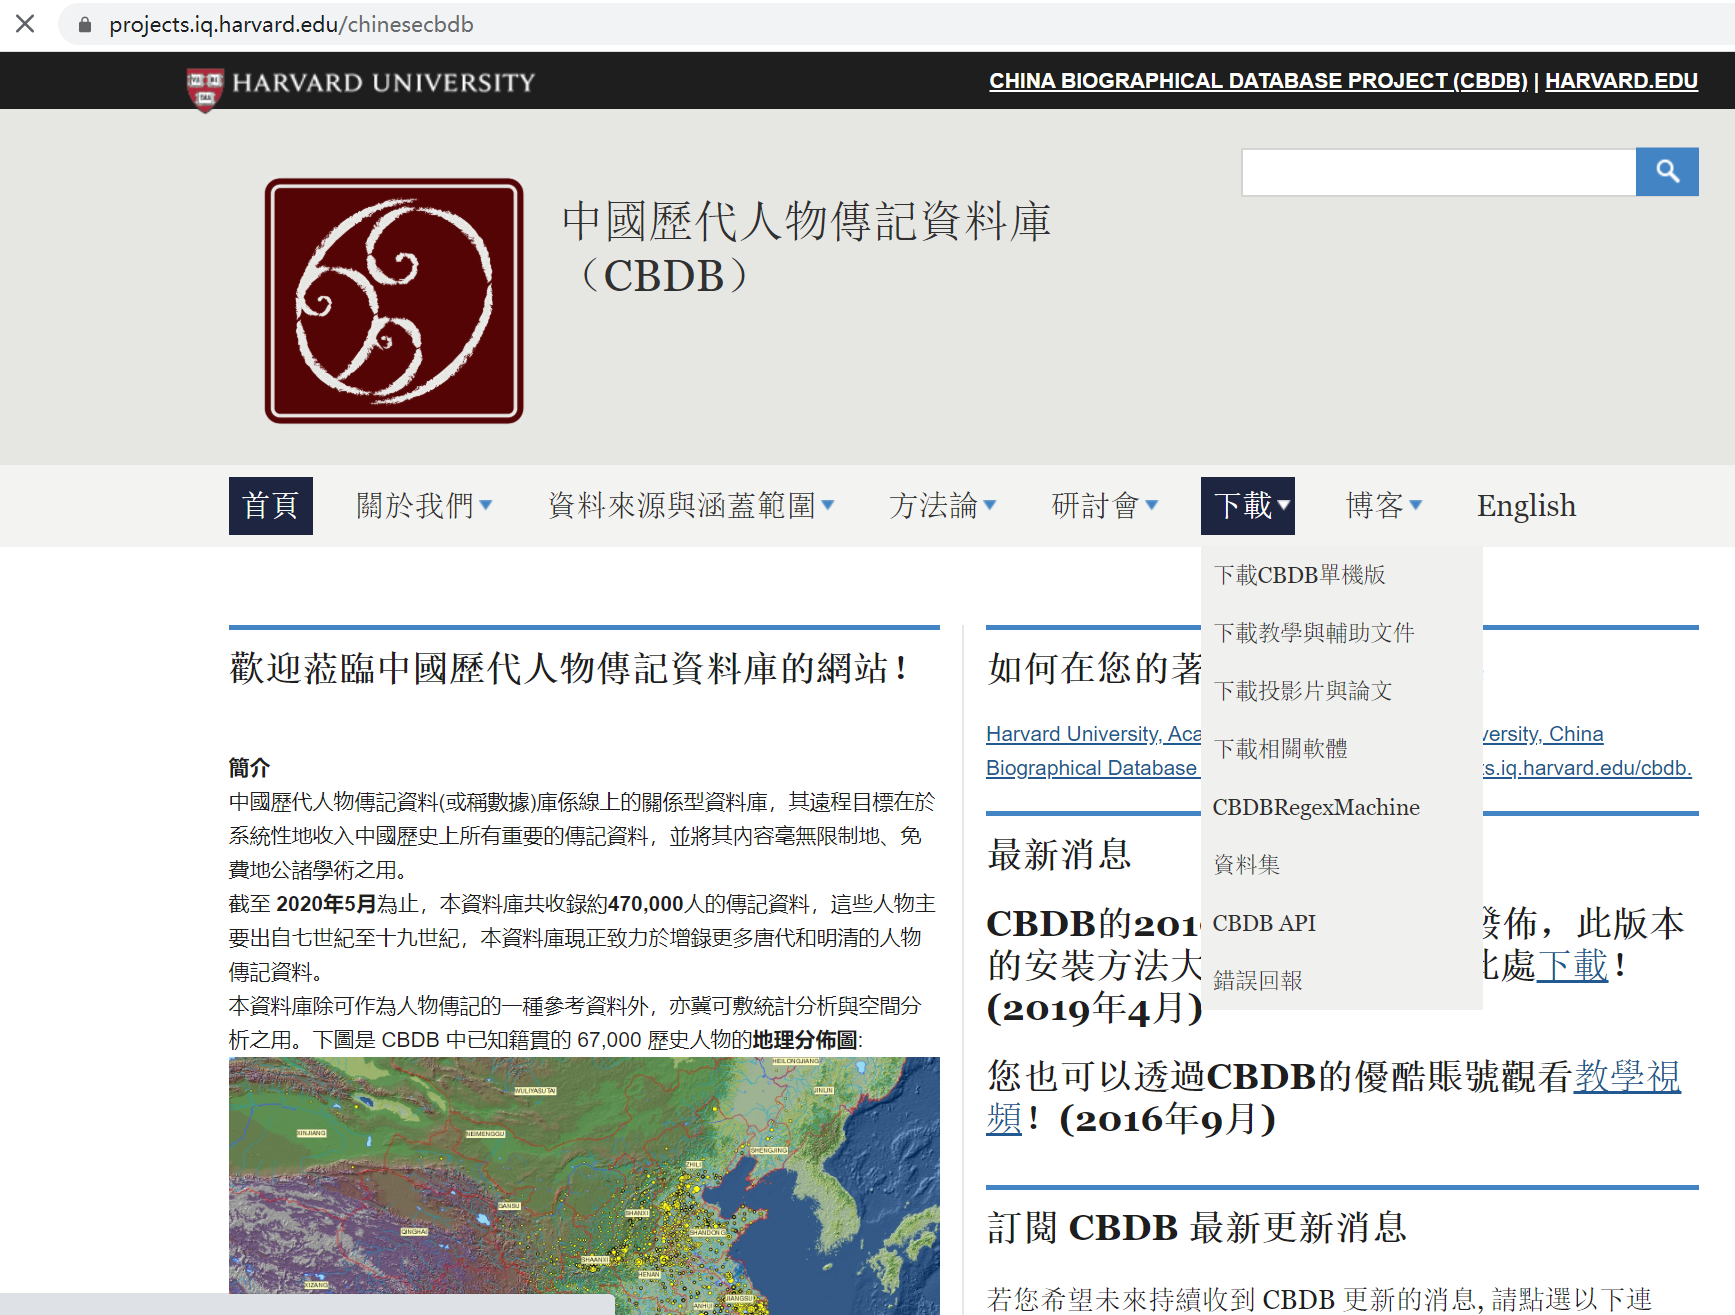 projects.iq.harvard.edu/chinesecbdb
HARVARD UNIVERSITY
CHINA BIOGRAPHICAL DATABASE PROJECT (CBDB) | HARVARD.EDU
中國歷代人物傳記資料庫
（CBDB）
首頁 關於我們 資料來源與涵蓋範圍 方法論 研討會 下載 博客 English
下載CBDB單機版
下載教學與輔助文件
下載投影片與論文
下載相關軟體
CBDBRegexMachine
資料集
CBDB API
錯誤回報
歡迎蒞臨中國歷代人物傳記資料庫的網站！
簡介
中國歷代人物傳記資料(或稱數據)庫係線上的關係型資料庫，其遠程目標在於
系統性地收入中國歷史上所有重要的傳記資料，並將其內容毫無限制地、免
費地公諸學術之用。
截至 2020年5月為止，本資料庫共收錄約470,000人的傳記資料，這些人物主
要出自七世紀至十九世紀，本資料庫現正致力於增錄更多唐代和明清的人物
傳記資料。
本資料庫除可作為人物傳記的一種參考資料外，亦冀可敷統計分析與空間分
析之用。下圖是 CBDB 中已知籍貫的 67,000 歷史人物的地理分佈圖:
HEILONGJIANG
WULIYASUTAI
JINLIN
XINJIANG
NEIMENGGU
SHENGJING
ZHILI
GANSU
SHANXI
QINGHAI
SHANDONG
SHAANXI
HENAN
XIZANG
JIANGSU
ANHUI
如何在您的著
Harvard University, Aca versity, China
Biographical Database s.iq.harvard.edu/cbdb.
最新消息
CBDB的201 發佈，此版本
的安裝方法大 此處下載！
(2019年4月)
您也可以透過CBDB的優酷賬號觀看教學視
頻！(2016年9月)
訂閱 CBDB 最新更新消息
若您希望未來持續收到 CBDB 更新的消息, 請點選以下連